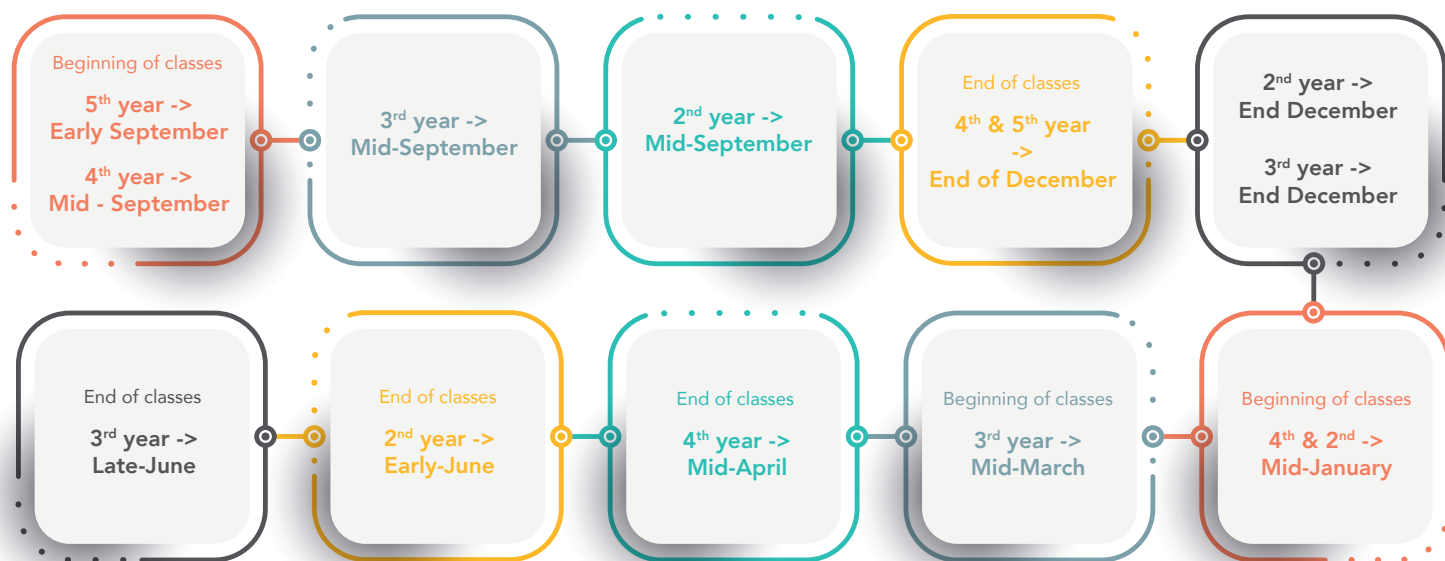 Beginning of classes
5th year ->
Early September
4th year ->
Mid - September
3rd year ->
Mid-September
2nd year ->
Mid-September
End of classes
4th & 5th year
->
End of December
2nd year ->
End December
3rd year ->
End December
End of classes
3rd year ->
Late-June
End of classes
2nd year ->
Early-June
End of classes
4th year ->
Mid-April
Beginning of classes
3rd year ->
Mid-March
Beginning of classes
4th & 2nd ->
Mid-January